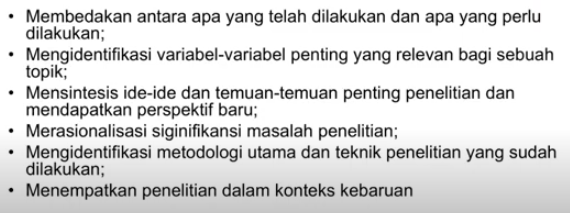 • Membedakan antara apa yang telah dilakukan dan apa yang perlu
dilakukan;
• Mengidentifikasi variabel-variabel penting yang relevan bagi sebuah
topik;
• Mensintesis ide-ide dan temuan-temuan penting penelitian dan
mendapatkan perspektif baru;
• Merasionalisasi siginifikansi masalah penelitian;
• Mengidentifikasi metodologi utama dan teknik penelitian yang sudah
dilakukan;
• Menempatkan penelitian dalam konteks kebaruan